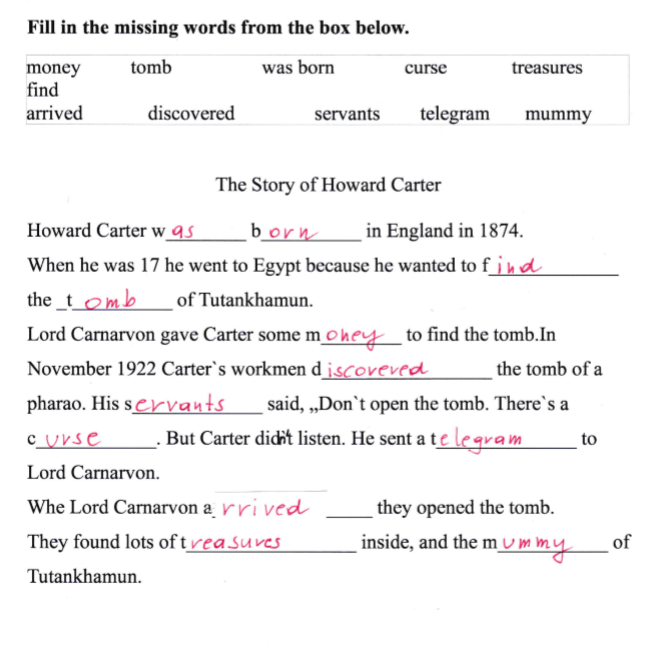 Fill in the missing words from the box below.
money tomb was born curse treasures
find
arrived discovered servants telegram mummy
The Story of Howard Carter
Howard Carter w as born in England in 1874.
When he was 17 he went to Egypt because he wanted to find
the tomb of Tutankhamun.
Lord Carnarvon gave Carter some money to find the tomb.In
November 1922 Carter`s workmen discovered the tomb of a
pharao. His servants said, „Don`t open the tomb. There`s a
curse. But Carter didn't listen. He sent a telegram to
Lord Carnarvon.
Whe Lord Carnarvon arrived they opened the tomb.
They found lots of treasures inside, and the mummy of
Tutankhamun.